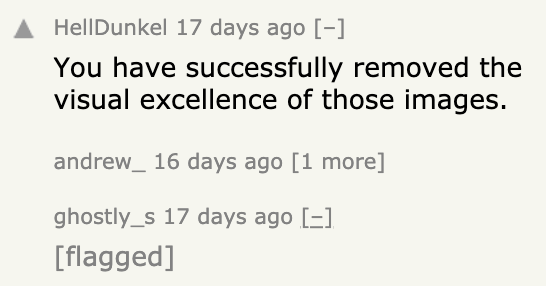 HellDunkel 17 days ago [–]
You have successfully removed the
visual excellence of those images.
andrew_ 16 days ago [1 more]
ghostly_s 17 days ago [–]
[flagged]